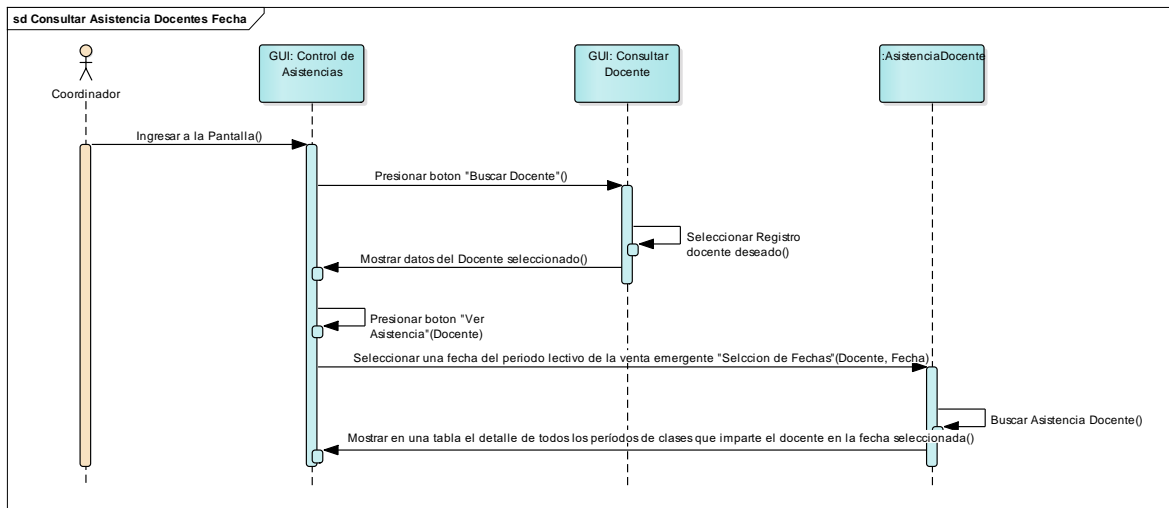 sd Consultar Asistencia Docentes Fecha
Coordinador
GUI: Control de
Asistencias
GUI: Consultar
Docente
:AsistenciaDocente
Ingresar a la Pantalla()
Presionar boton "Buscar Docente"()
Seleccionar Registro
docente deseado()
Mostrar datos del Docente seleccionado()
Presionar boton "Ver
Asistencia"(Docente)
Seleccionar una fecha del periodo lectivo de la venta emergente "Selccion de Fechas"(Docente, Fecha)
Buscar Asistencia Docente()
Mostrar en una tabla el detalle de todos los períodos de clases que imparte el docente en la fecha seleccionada()